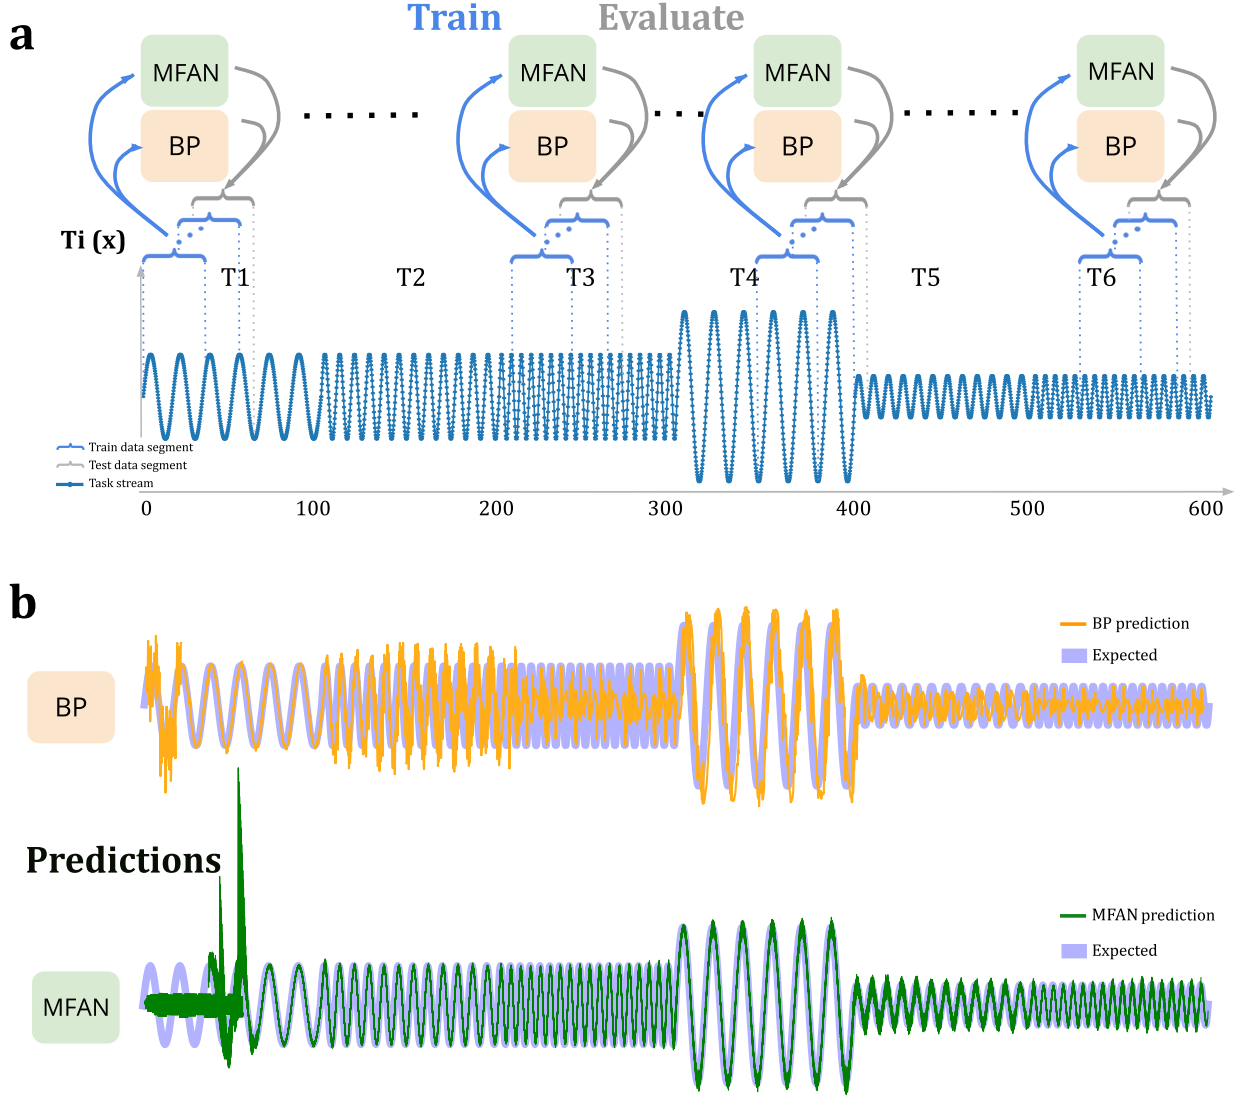 a
Train Evaluate
MFAN MFAN MFAN MFAN
BP BP BP BP
Ti (x)
T1 T2 T3 T4 T5 T6
Train data segment
Test data segment
Task stream
0 100 200 300 400 500 600
b
BP prediction
Expected
BP
Predictions
MFAN prediction
Expected
MFAN